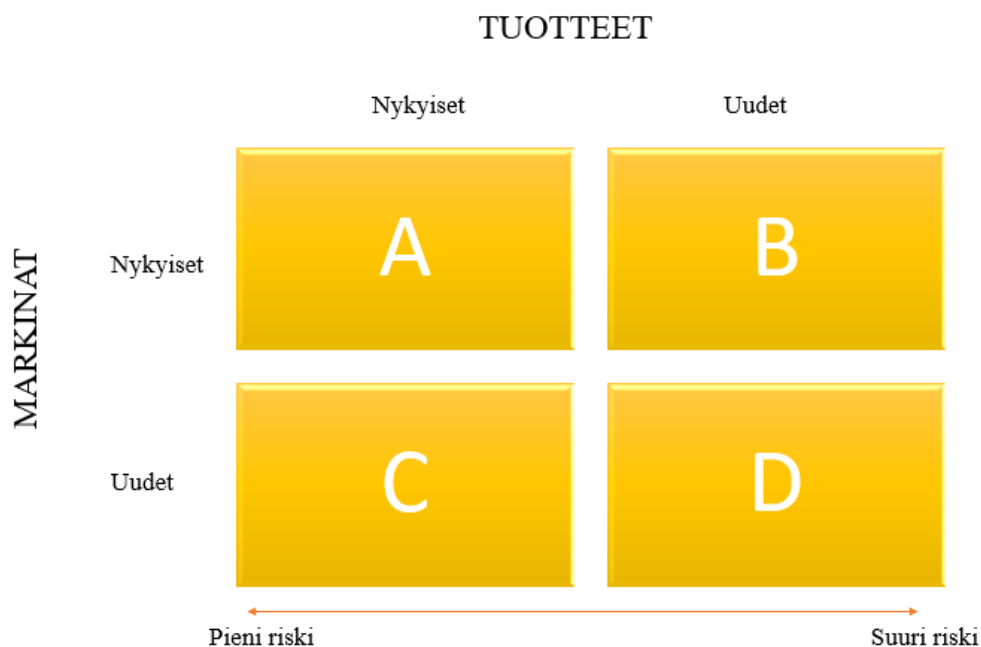 TUOTTEET
Nykyiset
Uudet
MARKINAT
Nykyiset
A
B
Uudet
C
D
Pieni riski
Suuri riski